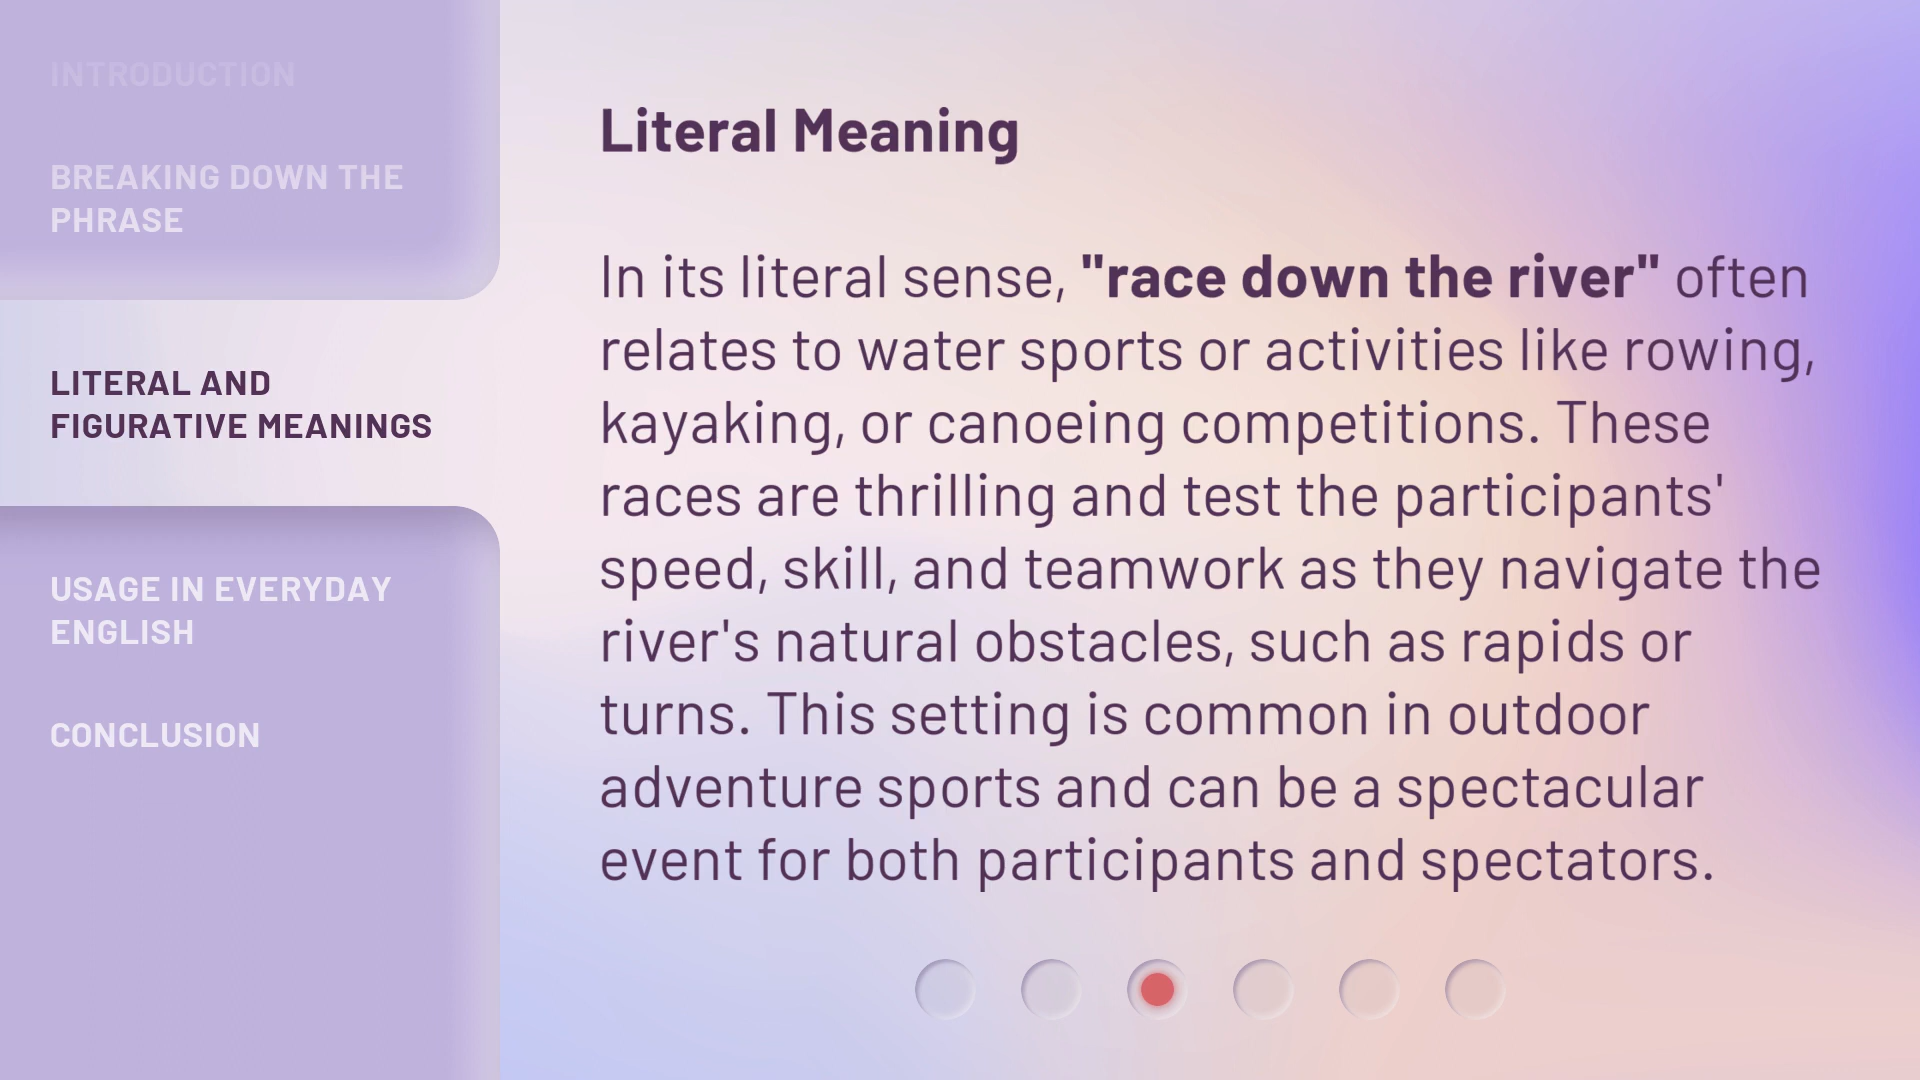 INTRODUCTION
BREAKING DOWN THE
PHRASE
LITERAL AND
FIGURATIVE MEANINGS
USAGE IN EVERYDAY
ENGLISH
CONCLUSION
Literal Meaning
In its literal sense, "race down the river" often
relates to water sports or activities like rowing,
kayaking, or canoeing competitions. These
races are thrilling and test the participants'
speed, skill, and teamwork as they navigate the
river's natural obstacles, such as rapids or
turns. This setting is common in outdoor
adventure sports and can be a spectacular
event for both participants and spectators.